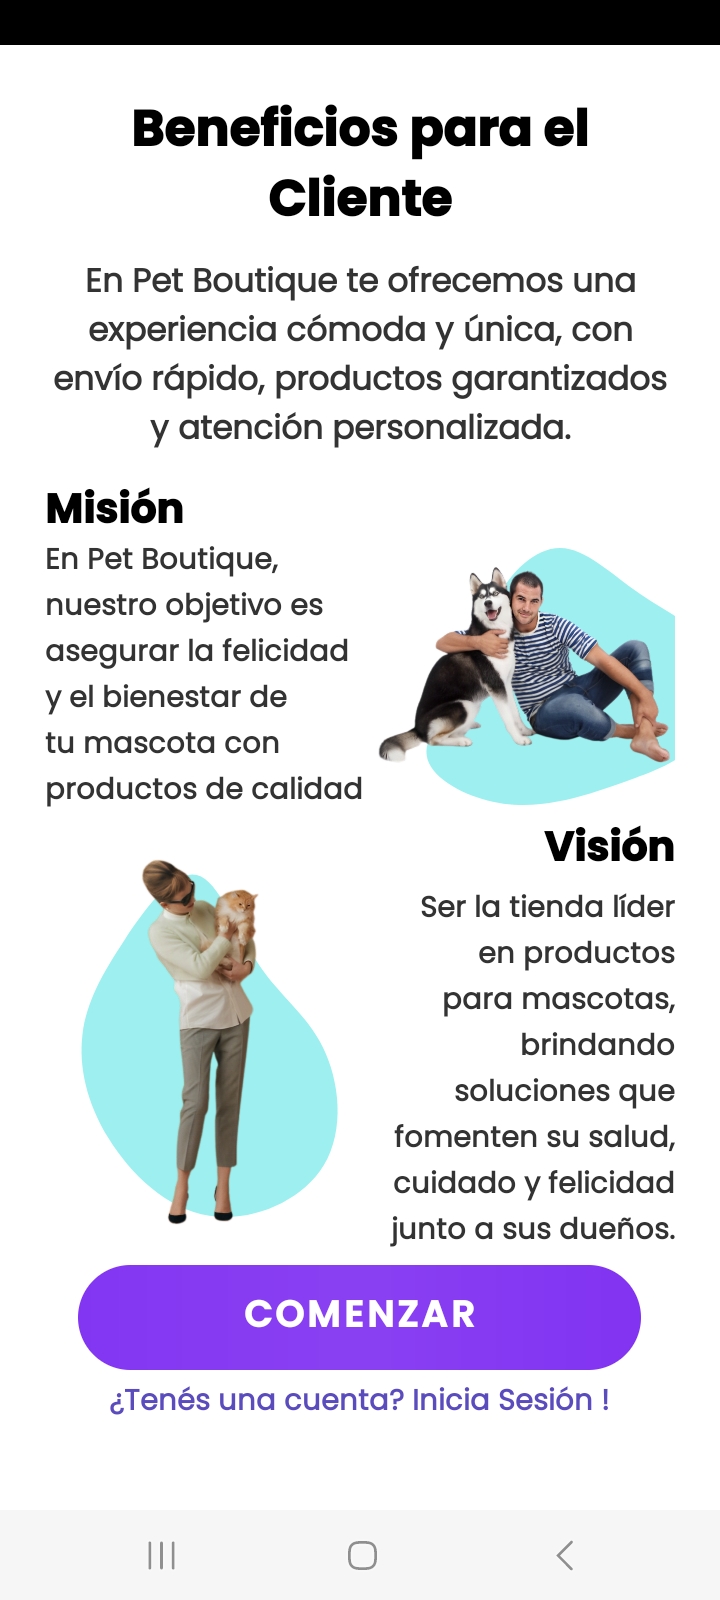 Beneficios para el
Cliente
En Pet Boutique te ofrecemos una
experiencia cómoda y única, con
envío rápido, productos garantizados
y atención personalizada.
Misión
En Pet Boutique,
nuestro objetivo es
asegurar la felicidad
y el bienestar de
tu mascota con
productos de calidad
Visión
Ser la tienda líder
en productos
para mascotas,
brindando
soluciones que
fomenten su salud,
cuidado y felicidad
junto a sus dueños.
COMENZAR
¿Tenés una cuenta? Inicia Sesión !